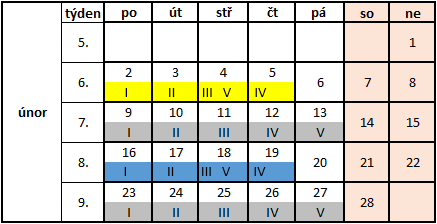 týden po út stř čt pá so ne
5. 1
6. 2 3 4 5 6 7 8
I II III V IV
únor
7. 9 10 11 12 13 14 15
I II III IV V
8. 16 17 18 19 20 21 22
I II III V IV
9. 23 24 25 26 27 28
I II III IV V